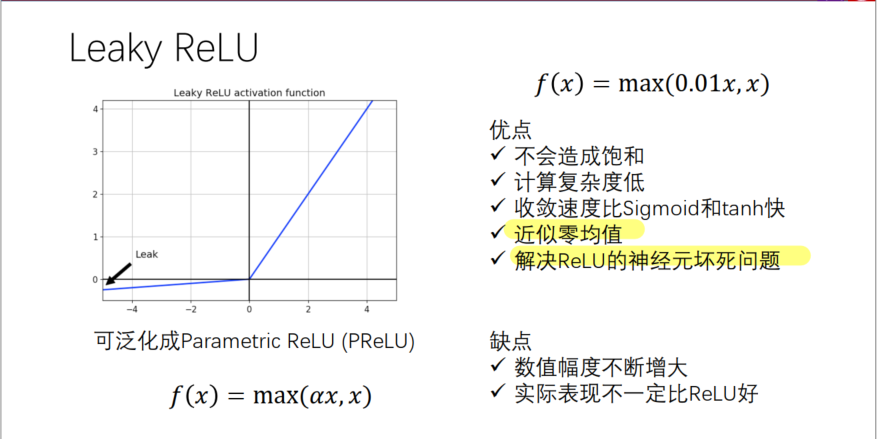 Leaky ReLU
Leaky ReLU activation function
4
3
2
1
0
Leak
−4 −2 0 2 4
可泛化成Parametric ReLU (PReLU)
f(x) = max(αx, x)
f(x) = max(0.01x, x)
优点
✓ 不会造成饱和
✓ 计算复杂度低
✓ 收敛速度比Sigmoid和tanh快
✓ 近似零均值
✓ 解决ReLU的神经元坏死问题
缺点
✓ 数值幅度不断增大
✓ 实际表现不一定比ReLU好